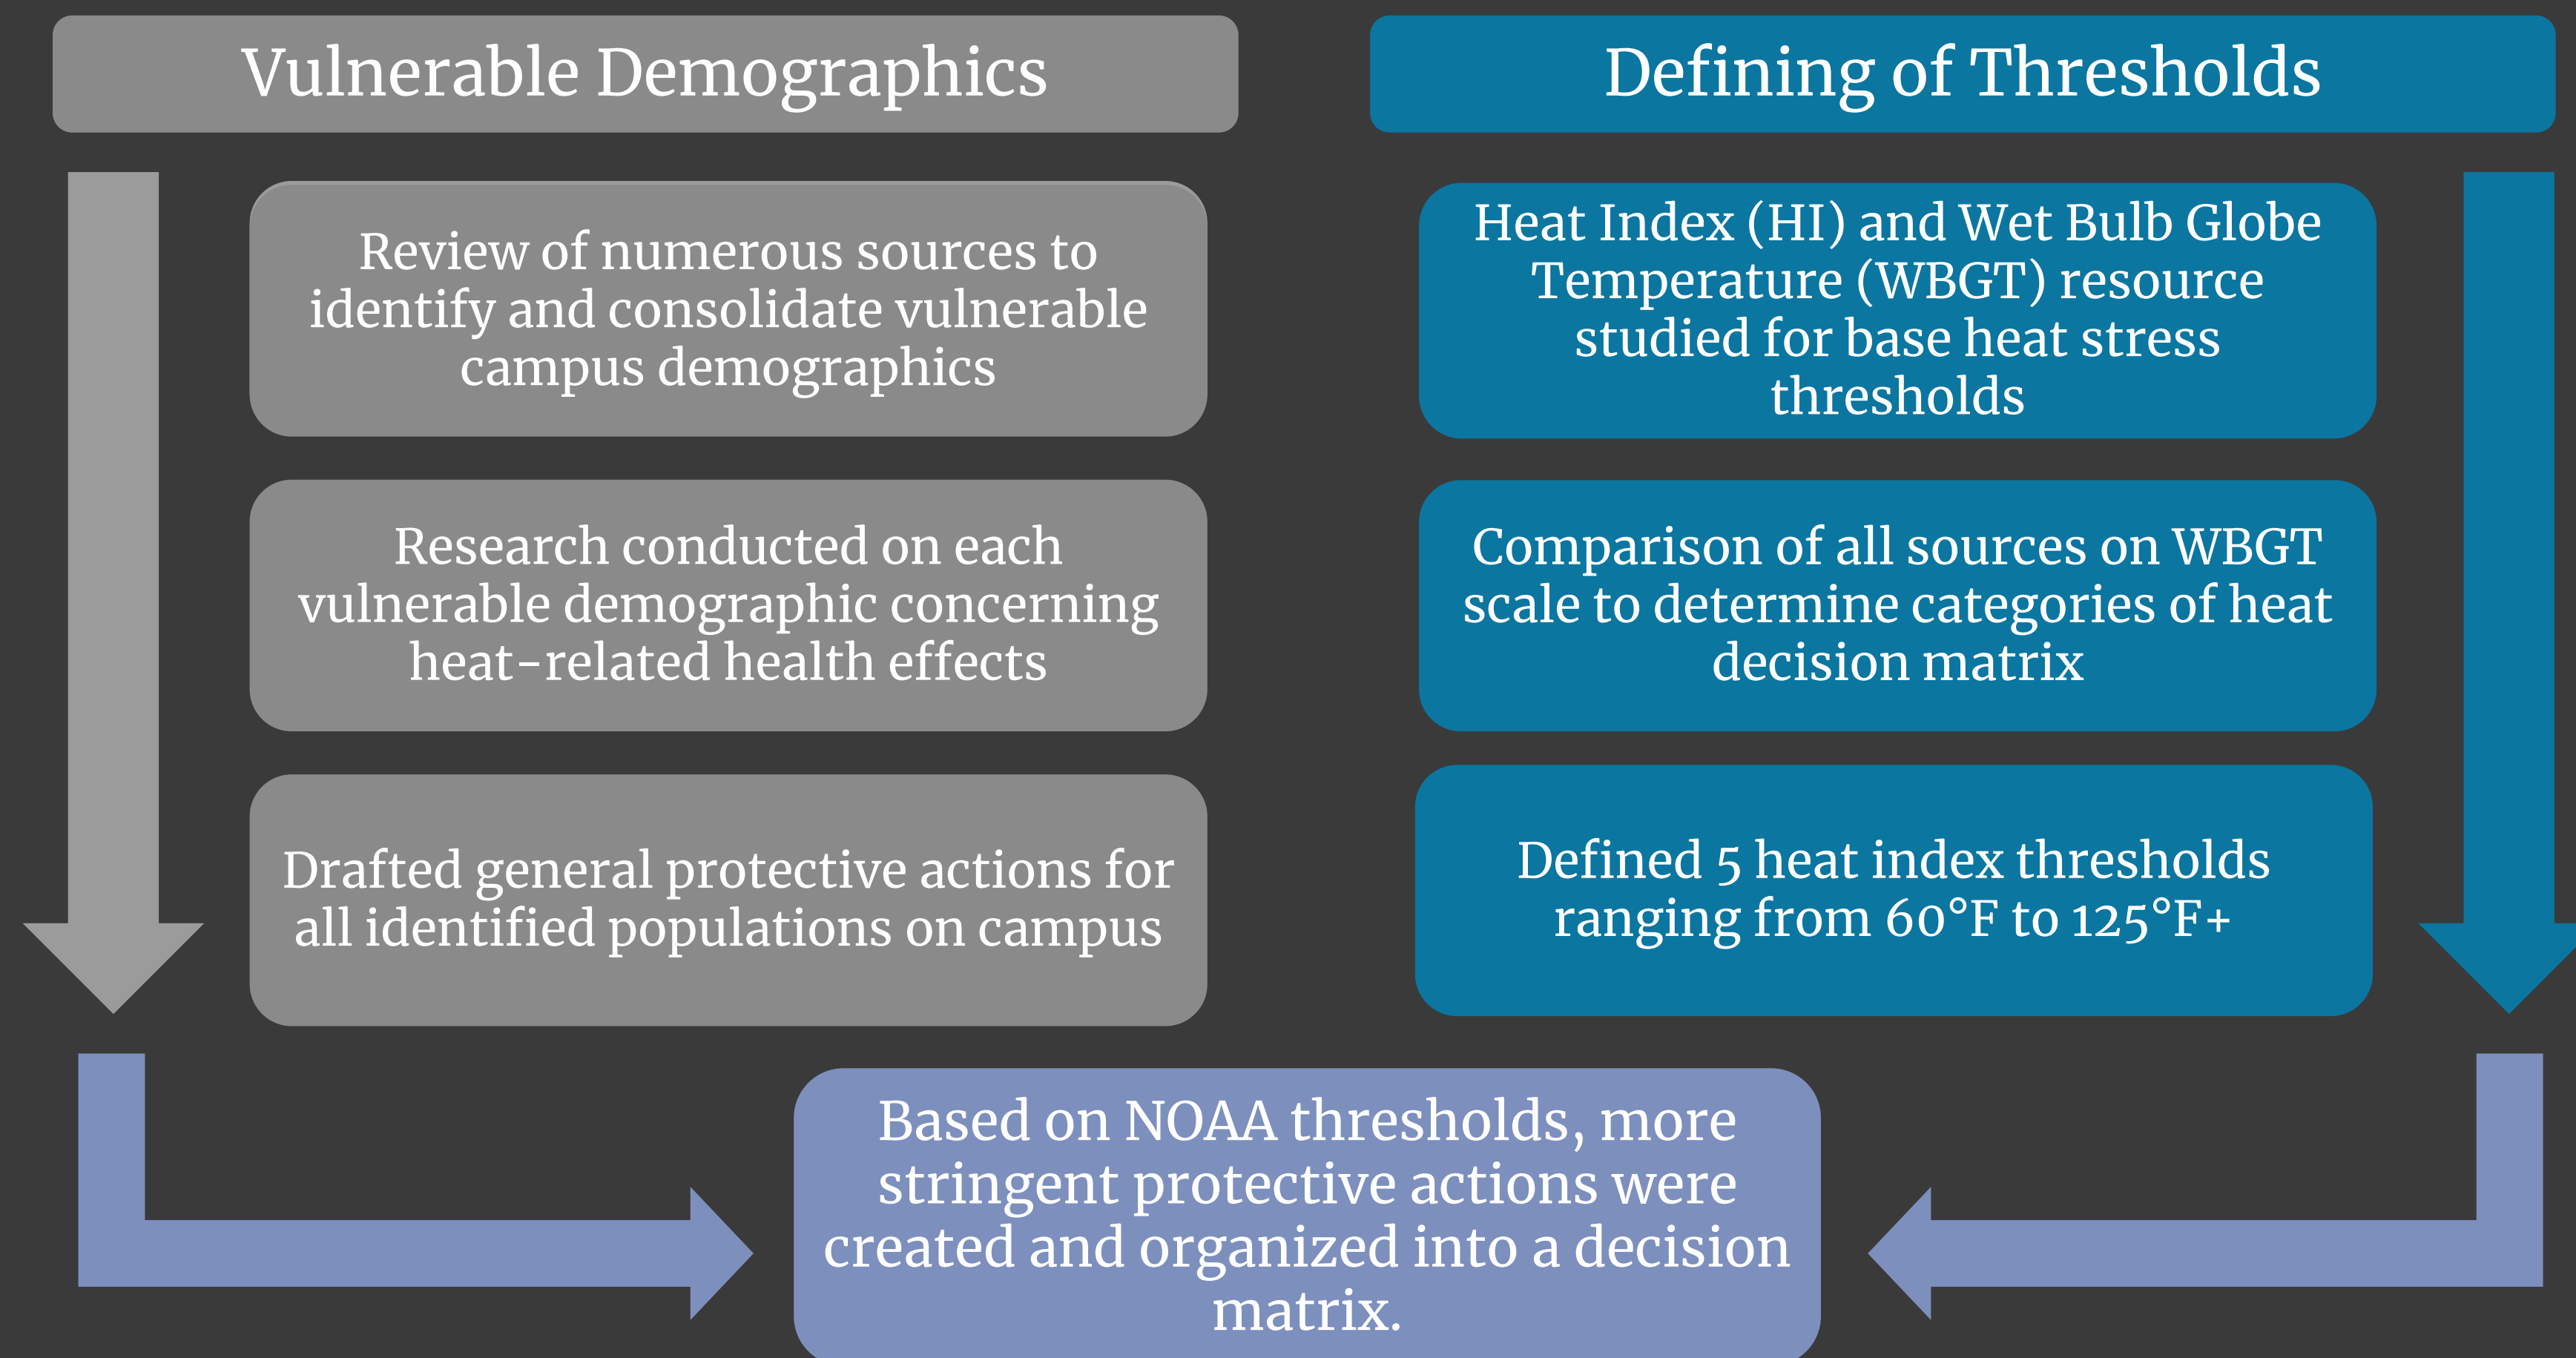 Vulnerable Demographics
Review of numerous sources to
identify and consolidate vulnerable
campus demographics
Research conducted on each
vulnerable demographic concerning
heat-related health effects
Drafted general protective actions for
all identified populations on campus
Defining of Thresholds
Heat Index (HI) and Wet Bulb Globe
Temperature (WBGT) resource
studied for base heat stress
thresholds
Comparison of all sources on WBGT
scale to determine categories of heat
decision matrix
Defined 5 heat index thresholds
ranging from 60°F to 125°F+
Based on NOAA thresholds, more
stringent protective actions were
created and organized into a decision
matrix.